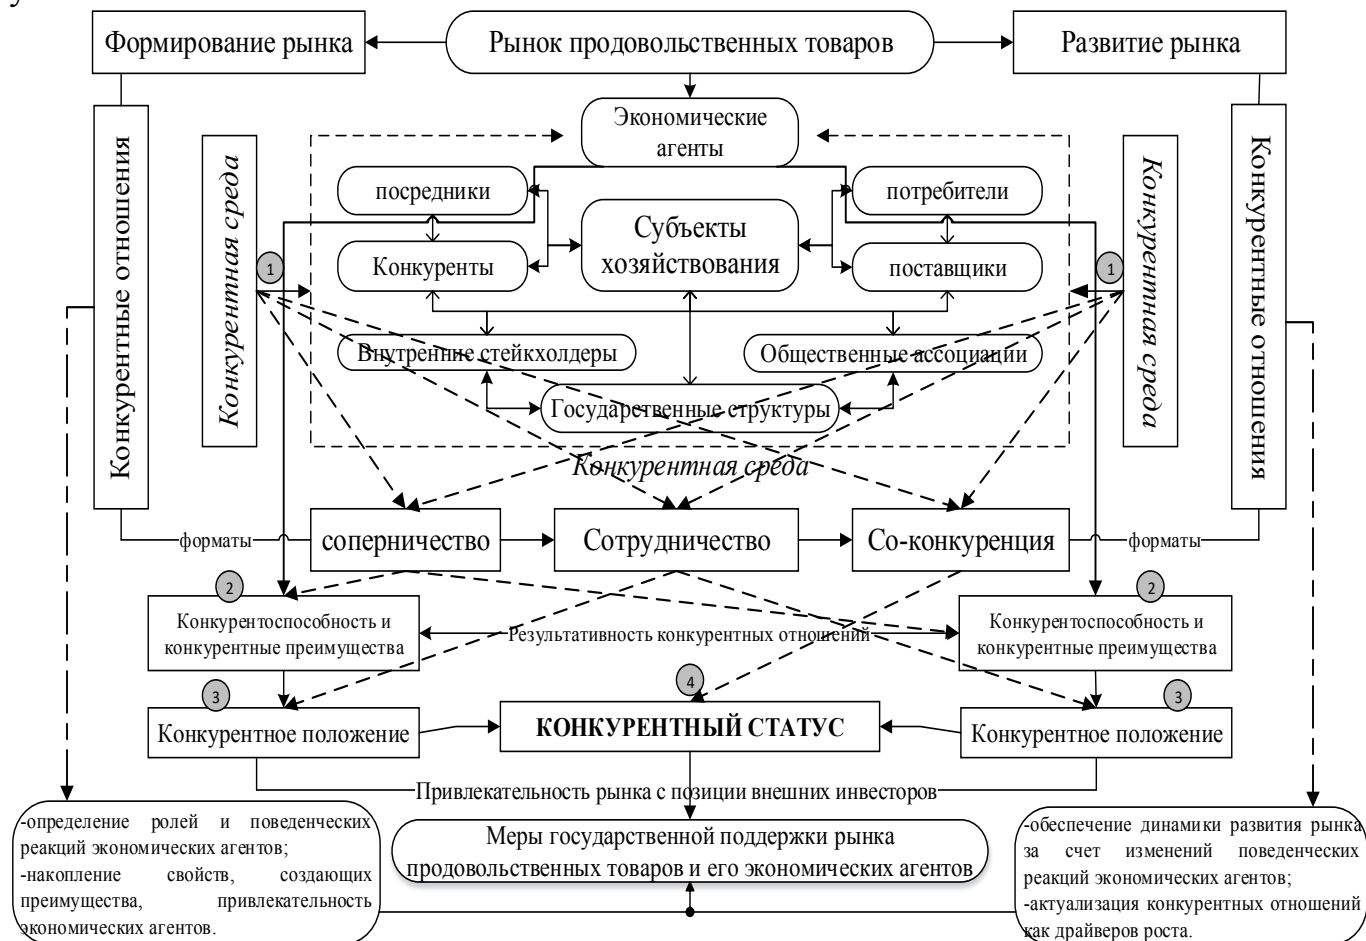 у
Формирование рынка
Рынок продовольственных товаров
Развитие рынка
Экономические
агенты
Конкурентные отношения
Конкурентная среда
посредники
потребители
Конкурентная среда
Конкурентные отношения
Субъекты
хозяйствования
1
Конкуренты
поставщики
1
Внутренние стейкхолдеры
Общественные ассоциации
Государственные структуры
Конкурентная среда
форматы
соперничество
Сотрудничество
Со-конкуренция
форматы
2
2
Конкурентоспособность и
конкурентные преимущества
Результативность конкурентных отношений
Конкурентоспособность и
конкурентные преимущества
3
4
3
Конкурентное положение
КОНКУРЕНТНЫЙ СТАТУС
Конкурентное положение
Привлекательность рынка с позиции внешних инвесторов
-определение ролей и поведенческих
реакций экономических агентов;
-накопление свойств, создающих
преимущества, привлекательность
экономических агентов.
Меры государственной поддержки рынка
продовольственных товаров и его экономических агентов
-обеспечение динамики развития рынка
за счет изменений поведенческих
реакций экономических агентов;
-актуализация конкурентных отношений
как драйверов роста.